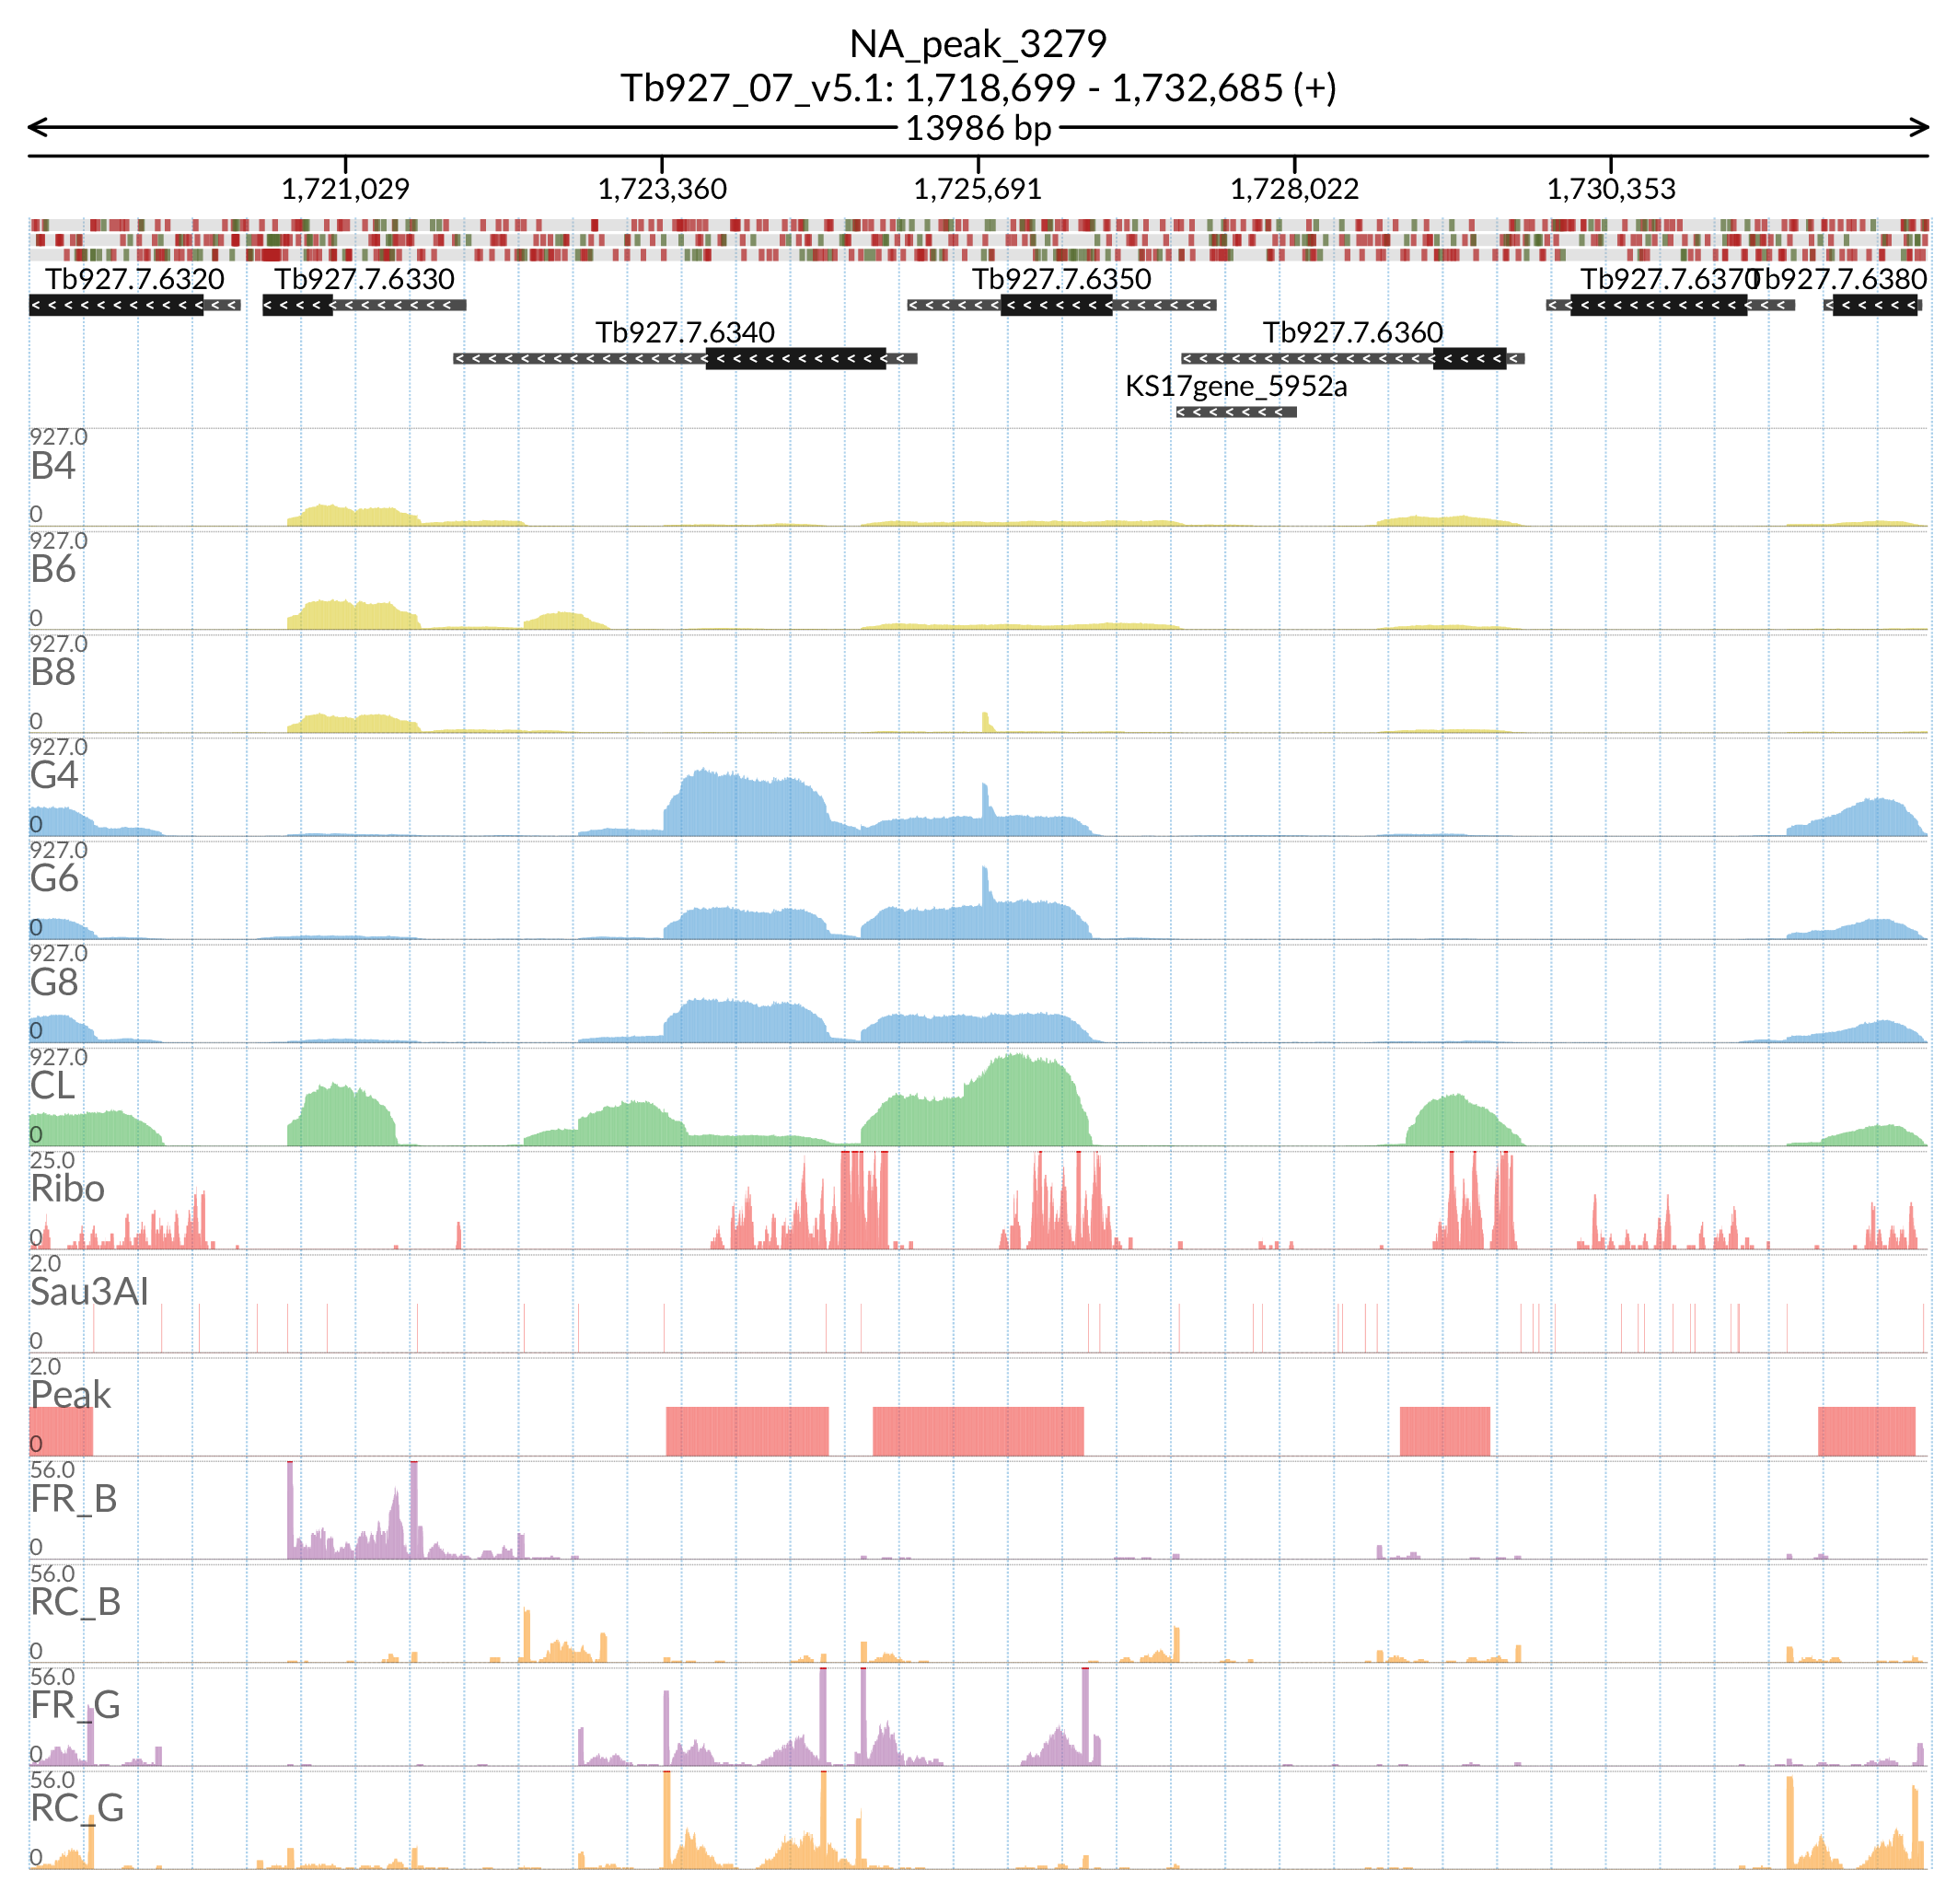 NA_peak_3279
Tb927_07_v5.1: 1,718,699 - 1,732,685 (+)
13986 bp
1,721,029 1,723,360 1,725,691 1,728,022 1,730,353
Tb927.7.6320 Tb927.7.6330 Tb927.7.6350 Tb927.7.6370 Tb927.7.6380
Tb927.7.6340 Tb927.7.6360
KS17gene_5952a
927.0
B4
0
927.0
B6
0
927.0
B8
0
927.0
G4
0
927.0
G6
0
927.0
G8
0
927.0
CL
0
25.0
Ribo
0
2.0
Sau3AI
0
2.0
Peak
0
56.0
FR_B
0
56.0
RC_B
0
56.0
FR_G
0
56.0
RC_G
0